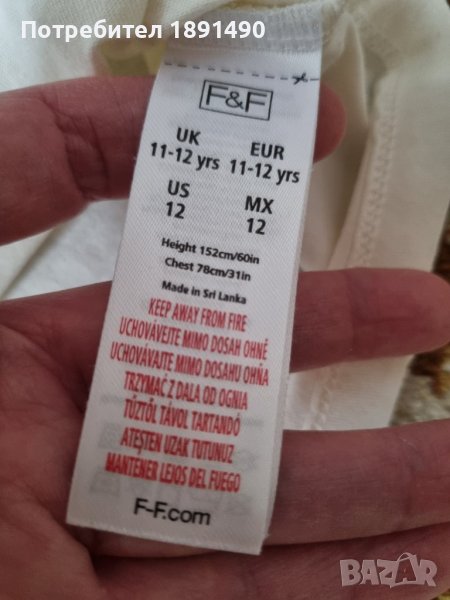 Потребител 1891490
F&F
UK EUR
11-12 yrs 11-12 yrs
US MX
12 12
Height 152cm/60in
Chest 78cm/31in
Made in Sri Lanka
KEEP AWAY FROM FIRE
UCHOVÁVEJTE MIMO DOSAH OHNĚ
UCHOVÁVAJTE MIMO DOSAHU OHŇA
TRZYMAĆ Z DALA OD OGNIA
TŰZTŐL TÁVOL TARTANDÓ
ATEŞTEN UZAK TUTUNUZ
MANTENER LEJOS DEL FUEGO
F-F.com
BAZAR